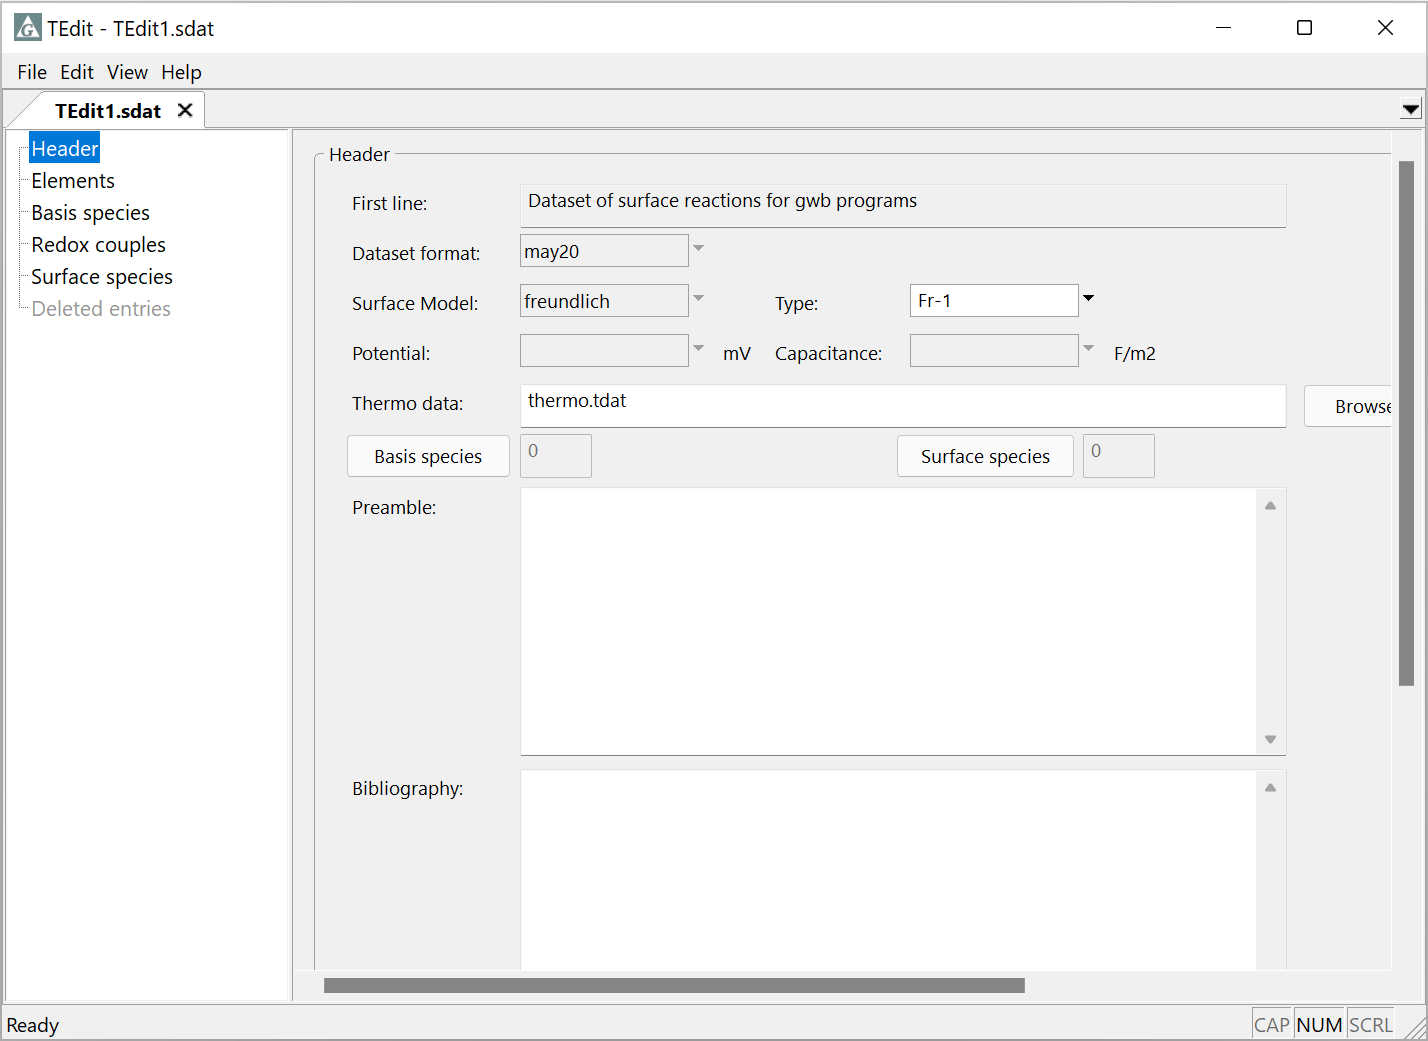 TEdit - TEdit1.sdat
File Edit View Help
TEdit1.sdat
Header
Elements
Basis species
Redox couples
Surface species
Deleted entries
Header
First line: Dataset of surface reactions for gwb programs
Dataset format: may20
Surface Model: freundlich Type: Fr-1
Potential: mV Capacitance: F/m2
Thermo data: thermo.tdat Browse
Basis species 0 Surface species 0
Preamble:
Bibliography:
Ready CAP NUM SCRL